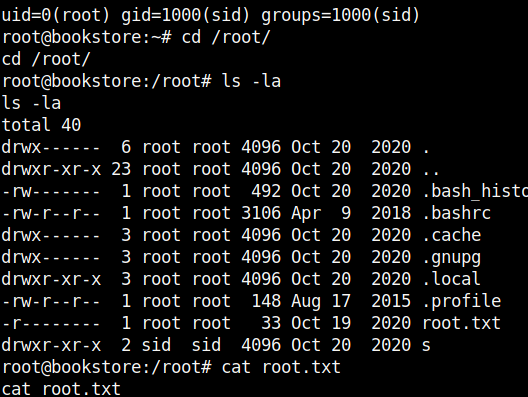 uid=0(root) gid=1000(sid) groups=1000(sid)
root@bookstore:~# cd /root/
cd /root/
root@bookstore:/root# ls -la
ls -la
total 40
drwx------  6 root root 4096 Oct 20  2020 .
drwxr-xr-x 23 root root 4096 Oct 20  2020 ..
-rw-------  1 root root  492 Oct 20  2020 .bash_histo
-rw-r--r--  1 root root 3106 Apr  9  2018 .bashrc
drwx------  3 root root 4096 Oct 20  2020 .cache
drwx------  3 root root 4096 Oct 20  2020 .gnupg
drwxr-xr-x  3 root root 4096 Oct 20  2020 .local
-rw-r--r--  1 root root  148 Aug 17  2015 .profile
-r--------  1 root root   33 Oct 19  2020 root.txt
drwxr-xr-x  2 sid  sid  4096 Oct 20  2020 s
root@bookstore:/root# cat root.txt
cat root.txt